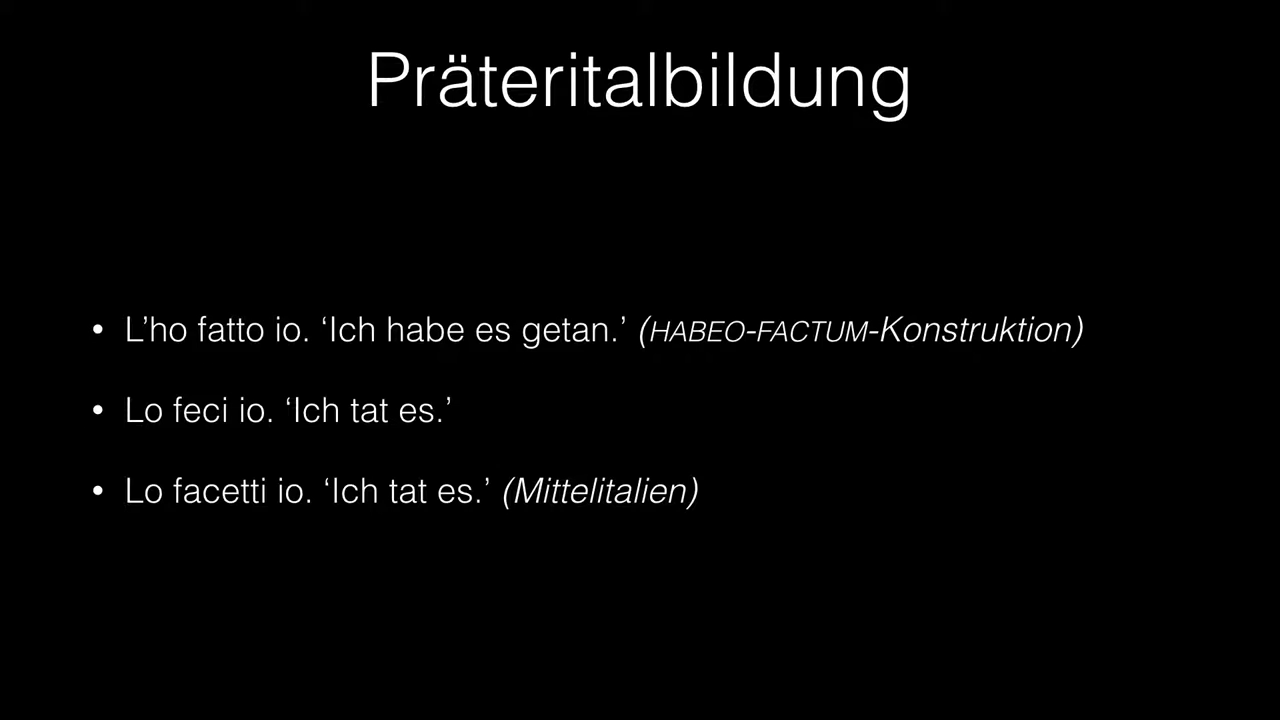 Präteritalbildung
• L’ho fatto io. ‘Ich habe es getan.’ (HABEO-FACTUM-Konstruktion)
• Lo feci io. ‘Ich tat es.’
• Lo facetti io. ‘Ich tat es.’ (Mittelitalien)